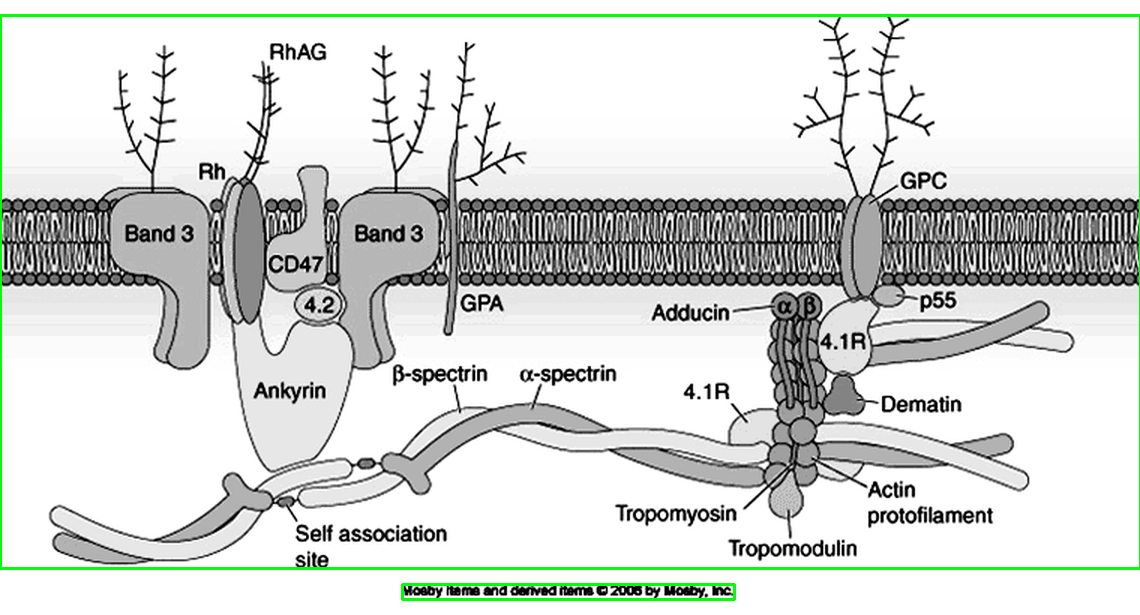 RhAG
Rh
GPC
Band 3
Band 3
CD47
4.2
GPA
p55
Adducin
α
β
4.1R
β-spectrin
α-spectrin
Ankyrin
4.1R
Dematin
Actin
protofilament
Tropomyosin
Self association
site
Tropomodulin
Mosby items and derived items © 2006 by Mosby, Inc.